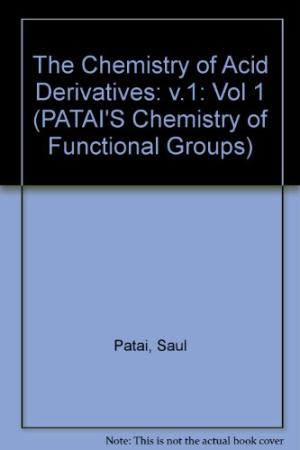 The Chemistry of Acid
Derivatives: v.1: Vol 1
(PATAI'S Chemistry of
Functional Groups)
Patai, Saul
Note: This is not the actual book cover